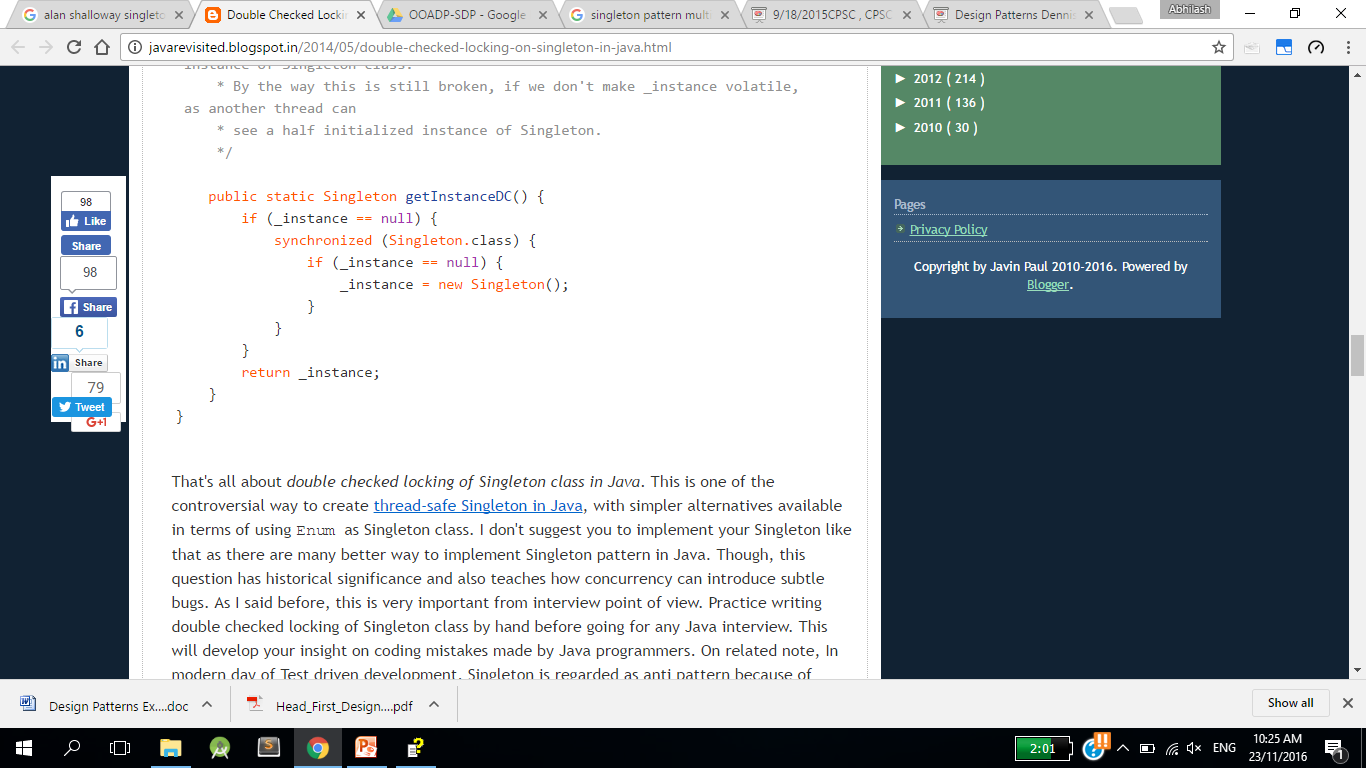 alan shalloway singleto
Double Checked Locki
OOADP-SDP - Google
singleton pattern mult
9/18/2015CPSC , CPSC
Design Patterns Denni
Abhilash
javarevisited.blogspot.in/2014/05/double-checked-locking-on-singleton-in-java.html
instance of Singleton class.
* By the way this is still broken, if we don't make _instance volatile,
as another thread can
* see a half initialized instance of Singleton.
*/
public static Singleton getInstanceDC() {
if (_instance == null) {
synchronized (Singleton.class) {
if (_instance == null) {
_instance = new Singleton();
}
}
}
return _instance;
}
}
98
Like
Share
98
Share
6
in Share
79
Tweet
G+1
That's all about double checked locking of Singleton class in Java. This is one of the
controversial way to create thread-safe Singleton in Java, with simpler alternatives available
in terms of using Enum as Singleton class. I don't suggest you to implement your Singleton like
that as there are many better way to implement Singleton pattern in Java. Though, this
question has historical significance and also teaches how concurrency can introduce subtle
bugs. As I said before, this is very important from interview point of view. Practice writing
double checked locking of Singleton class by hand before going for any Java interview. This
will develop your insight on coding mistakes made by Java programmers. On related note, In
modern day of Test driven development, Singleton is regarded as anti pattern because of
► 2012 ( 214 )
► 2011 ( 136 )
► 2010 ( 30 )
Pages
Privacy Policy
Copyright by Javin Paul 2010-2016. Powered by
Blogger.
Design Patterns Ex....doc
Head_First_Design....pdf
Show all
2:01
ENG
10:25 AM
23/11/2016
1